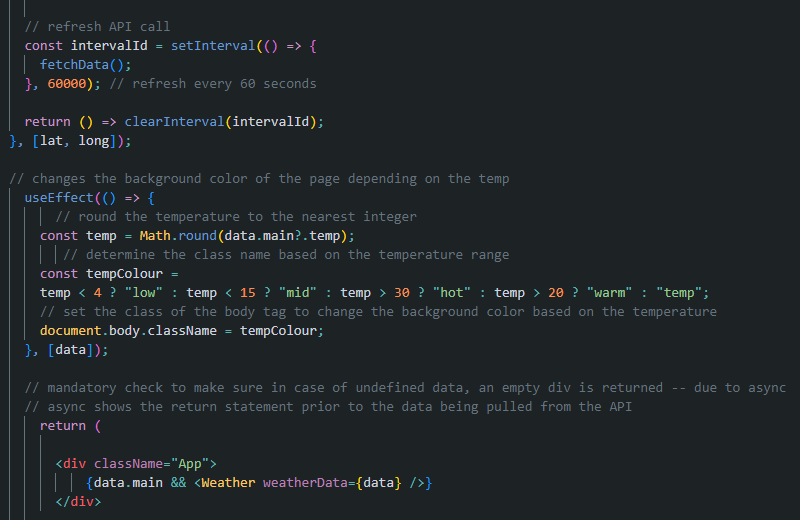 // refresh API call
const intervalId = setInterval(() => {
fetchData();
}, 60000); // refresh every 60 seconds
return () => clearInterval(intervalId);
}, [lat, long]);
// changes the background color of the page depending on the temp
useEffect(() => {
// round the temperature to the nearest integer
const temp = Math.round(data.main?.temp);
// determine the class name based on the temperature range
const tempColour =
temp < 4 ? "low" : temp < 15 ? "mid" : temp > 30 ? "hot" : temp > 20 ? "warm" : "temp";
// set the class of the body tag to change the background color based on the temperature
document.body.className = tempColour;
}, [data]);
// mandatory check to make sure in case of undefined data, an empty div is returned -- due to async
// async shows the return statement prior to the data being pulled from the API
return (
<div className="App">
{data.main && <Weather weatherData={data} />}
</div>